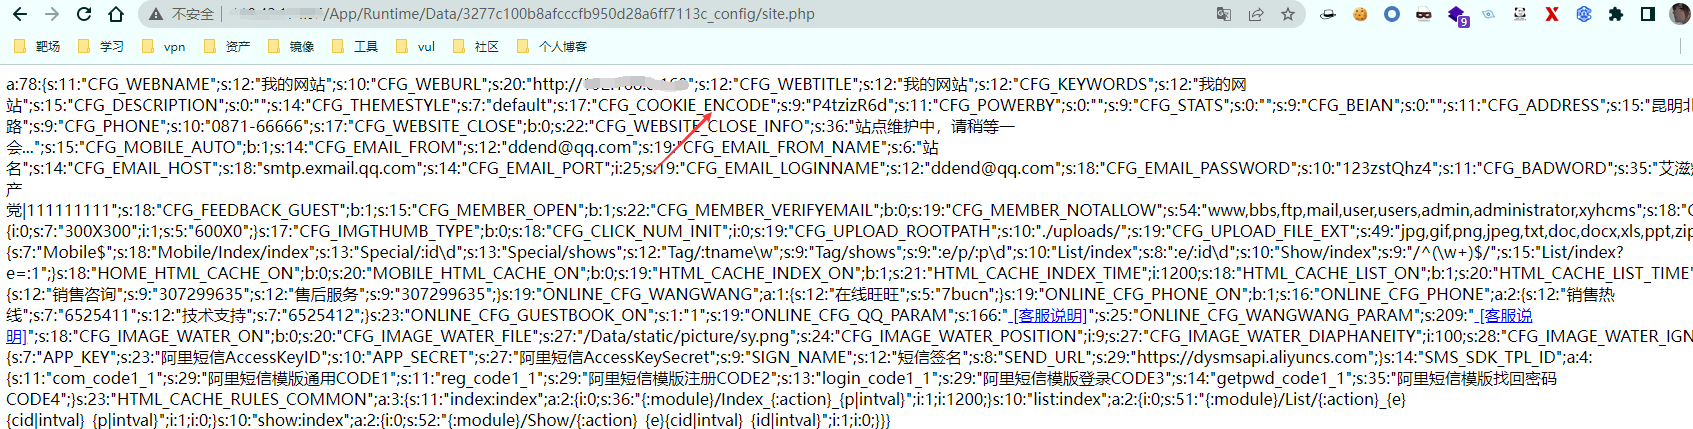 不安全 /App/Runtime/Data/3277c100b8afcccfb950d28a6ff7113c_config/site.php
9
靶场 学习 vpn 资产 镜像 工具 vul 社区 个人博客
a:78:{s:11:"CFG_WEBNAME";s:12:"我的网站";s:10:"CFG_WEBURL";s:20:"http://";s:12:"CFG_WEBTITLE";s:12:"我的网站";s:12:"CFG_KEYWORDS";s:12:"我的网
站";s:15:"CFG_DESCRIPTION";s:0:"";s:14:"CFG_THEMESTYLE";s:7:"default";s:17:"CFG_COOKIE_ENCODE";s:9:"P4tzizR6d";s:11:"CFG_POWERBY";s:0:"";s:9:"CFG_STATS";s:0:"";s:9:"CFG_BEIAN";s:0:"";s:11:"CFG_ADDRESS";s:15:"昆明北
路";s:9:"CFG_PHONE";s:10:"0871-66666";s:17:"CFG_WEBSITE_CLOSE";b:0;s:22:"CFG_WEBSITE_CLOSE_INFO";s:36:"站点维护中，请稍等一
会...";s:15:"CFG_MOBILE_AUTO";b:1;s:14:"CFG_EMAIL_FROM";s:12:"ddend@qq.com";s:19:"CFG_EMAIL_FROM_NAME";s:6:"站
名";s:14:"CFG_EMAIL_HOST";s:18:"smtp.exmail.qq.com";s:14:"CFG_EMAIL_PORT";i:25;s:19:"CFG_EMAIL_LOGINNAME";s:12:"ddend@qq.com";s:18:"CFG_EMAIL_PASSWORD";s:10:"123zstQhz4";s:11:"CFG_BADWORD";s:35:"艾滋
产
党|111111111";s:18:"CFG_FEEDBACK_GUEST";b:1;s:15:"CFG_MEMBER_OPEN";b:1;s:22:"CFG_MEMBER_VERIFYEMAIL";b:0;s:19:"CFG_MEMBER_NOTALLOW";s:54:"www,bbs,ftp,mail,user,users,admin,administrator,xyhcms";s:18:"C
{i:0;s:7:"300X300";i:1;s:5:"600X0";}s:17:"CFG_IMGTHUMB_TYPE";b:0;s:18:"CFG_CLICK_NUM_INIT";i:0;s:19:"CFG_UPLOAD_ROOTPATH";s:10:"./uploads/";s:19:"CFG_UPLOAD_FILE_EXT";s:49:"jpg,gif,png,jpeg,txt,doc,docx,xls,ppt,zip
{s:7:"Mobile$";s:18:"Mobile/Index/index";s:13:"Special/:id\d";s:13:"Special/shows";s:12:"Tag/:tname\w";s:9:"Tag/shows";s:9:":e/p/:p\d";s:10:"List/index";s:8:":e/:id\d";s:10:"Show/index";s:9:"/^(\w+)$/";s:15:"List/index?
e=:1";}s:18:"HOME_HTML_CACHE_ON";b:0;s:20:"MOBILE_HTML_CACHE_ON";b:0;s:19:"HTML_CACHE_INDEX_ON";b:1;s:21:"HTML_CACHE_INDEX_TIME";i:1200;s:18:"HTML_CACHE_LIST_ON";b:1;s:20:"HTML_CACHE_LIST_TIME"
{s:12:"销售咨询";s:9:"307299635";s:12:"售后服务";s:9:"307299635";}s:19:"ONLINE_CFG_WANGWANG";a:1:{s:12:"在线旺旺";s:5:"7bucn";}s:19:"ONLINE_CFG_PHONE_ON";b:1;s:16:"ONLINE_CFG_PHONE";a:2:{s:12:"销售热
线";s:7:"6525411";s:12:"技术支持";s:7:"6525412";}s:23:"ONLINE_CFG_GUESTBOOK_ON";s:1:"1";s:19:"ONLINE_CFG_QQ_PARAM";s:166:" [客服说明]";s:25:"ONLINE_CFG_WANGWANG_PARAM";s:209:" [客服说
明]";s:18:"CFG_IMAGE_WATER_ON";b:0;s:20:"CFG_IMAGE_WATER_FILE";s:27:"/Data/static/picture/sy.png";s:24:"CFG_IMAGE_WATER_POSITION";i:9;s:27:"CFG_IMAGE_WATER_DIAPHANEITY";i:100;s:28:"CFG_IMAGE_WATER_IGN
{s:7:"APP_KEY";s:23:"阿里短信AccessKeyID";s:10:"APP_SECRET";s:27:"阿里短信AccessKeySecret";s:9:"SIGN_NAME";s:12:"短信签名";s:8:"SEND_URL";s:29:"https://dysmsapi.aliyuncs.com";}s:14:"SMS_SDK_TPL_ID";a:4:
{s:11:"com_code1_1";s:29:"阿里短信模版通用CODE1";s:11:"reg_code1_1";s:29:"阿里短信模版注册CODE2";s:13:"login_code1_1";s:29:"阿里短信模版登录CODE3";s:14:"getpwd_code1_1";s:35:"阿里短信模版找回密码
CODE4";}s:23:"HTML_CACHE_RULES_COMMON";a:3:{s:11:"index:index";a:2:{i:0;s:36:"{:module}/Index_{:action}_{p|intval}";i:1;i:1200;}s:10:"list:index";a:2:{i:0;s:51:"{:module}/List/{:action}_{e}
{cid|intval}_{p|intval}";i:1;i:0;}s:10:"show:index";a:2:{i:0;s:52:"{:module}/Show/{:action}_{e}{cid|intval}_{id|intval}";i:1;i:0;}}}